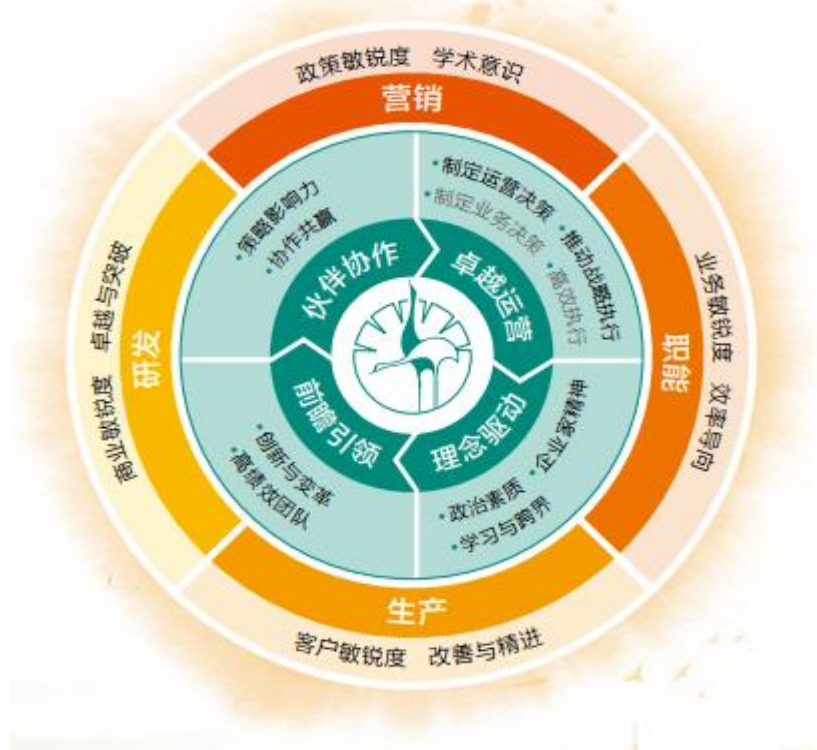 政策敏锐度 学术意识
营销
业务敏锐度 效率导向
职能
客户敏锐度 改善与精进
生产
商业敏锐度 卓越与突破
研发
伙伴协作
•策略影响力
•协作共赢
卓越运营
•制定运营决策
•制定业务决策
•推动战略执行
•高效执行
理念驱动
•企业家精神
•政治素质
•学习与跨界
前瞻引领
•创新与变革
•高绩效团队